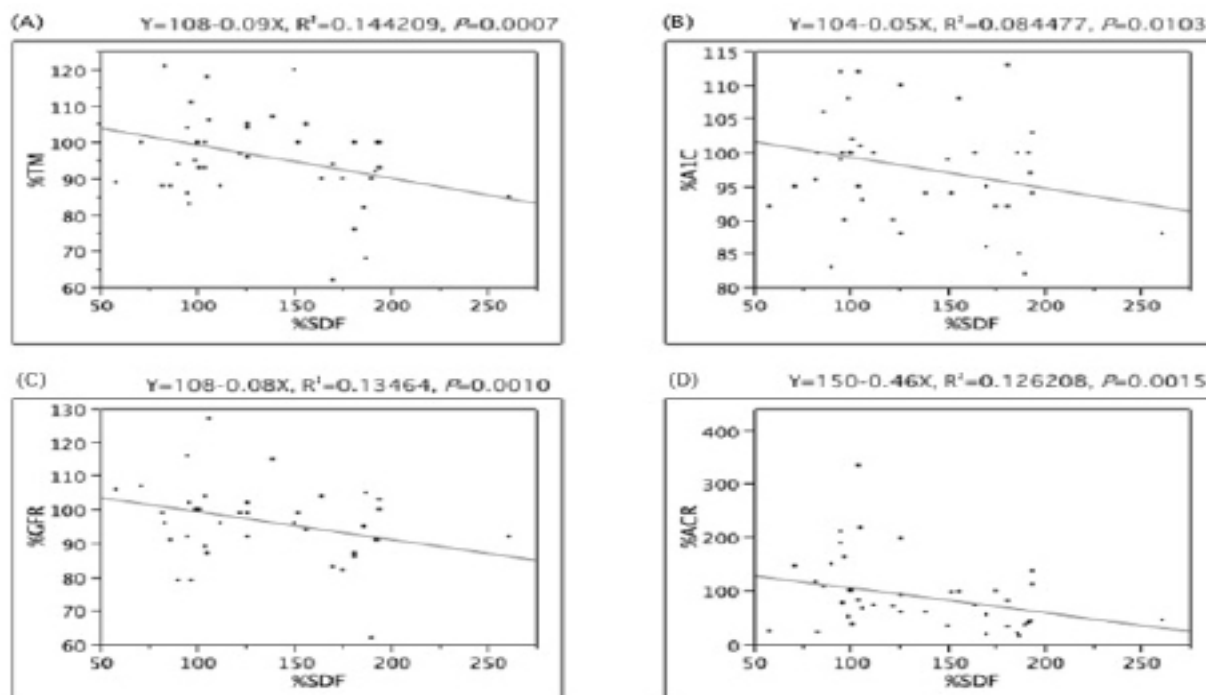 (A) Y=108-0.09X, R²=0.144209, P=0.0007
120
110
100
90
80
70
60
%TM
50 100 150 200 250
%SDF
(B) Y=104-0.05X, R²=0.084477, P=0.0103
115
110
105
100
95
90
85
80
%A1C
50 100 150 200 250
%SDF
(C) Y=108-0.08X, R²=0.13464, P=0.0010
130
120
110
100
90
80
70
60
%GFR
50 100 150 200 250
%SDF
(D) Y=150-0.46X, R²=0.126208, P=0.0015
400
300
200
100
0
%ACR
50 100 150 200 250
%SDF